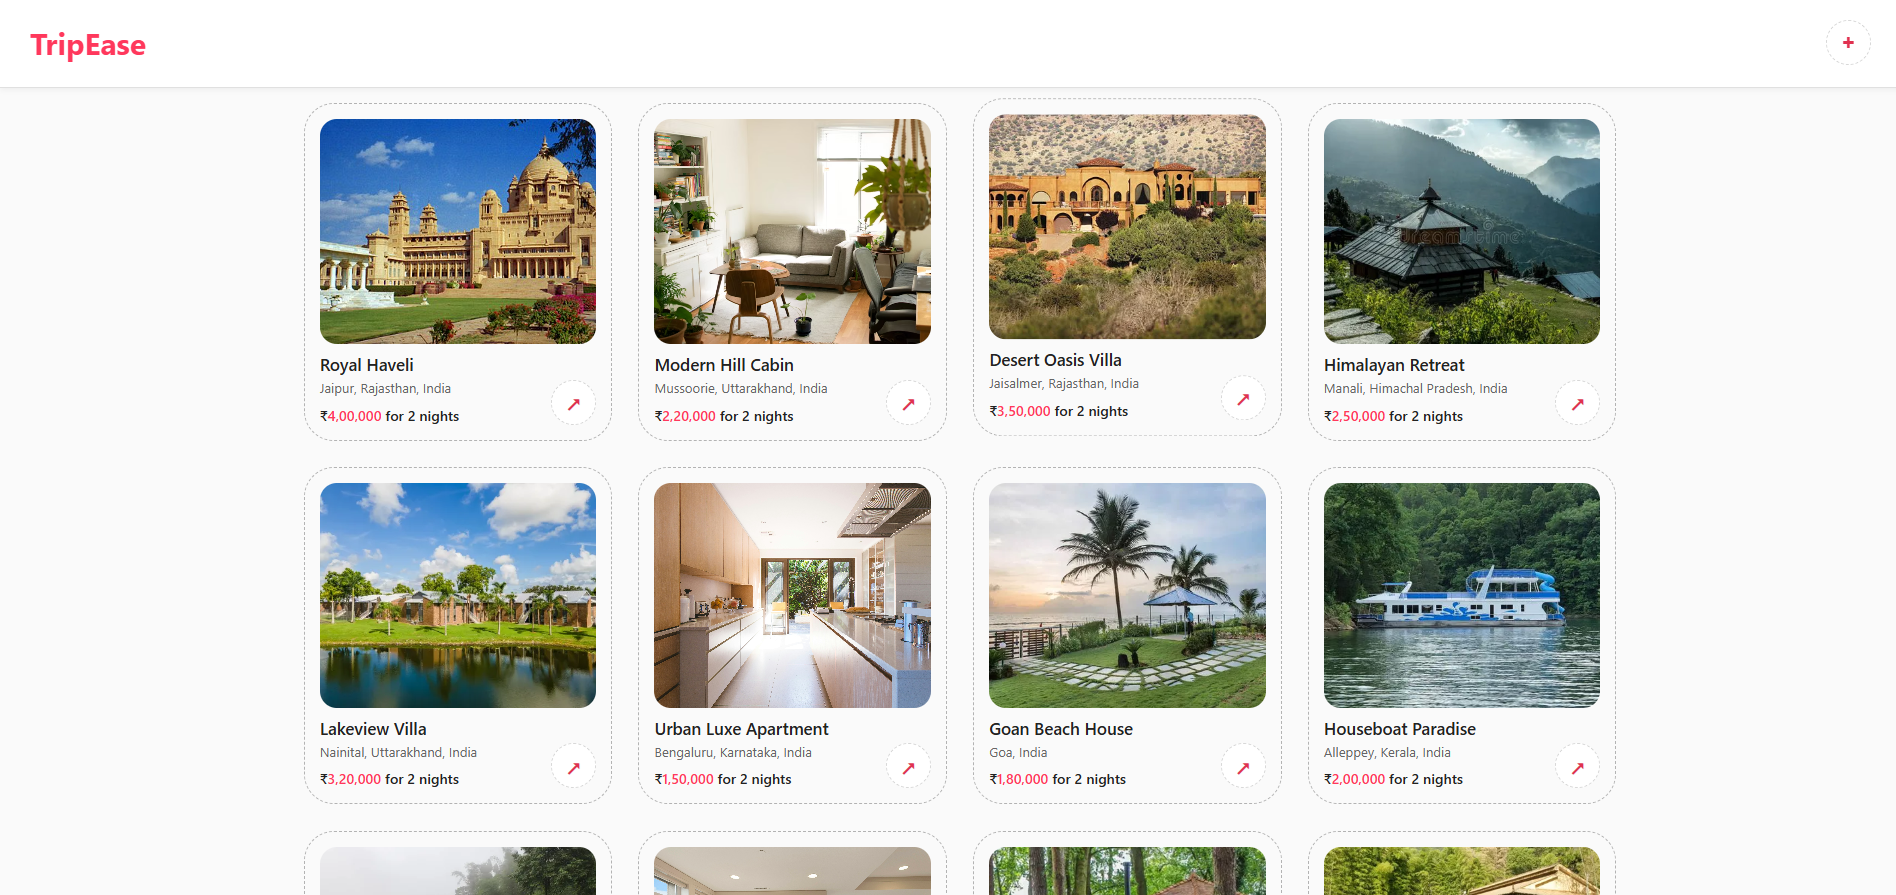 TripEase
+
Royal Haveli
Jaipur, Rajasthan, India
₹4,00,000 for 2 nights
↗
Modern Hill Cabin
Mussoorie, Uttarakhand, India
₹2,20,000 for 2 nights
↗
Desert Oasis Villa
Jaisalmer, Rajasthan, India
₹3,50,000 for 2 nights
↗
dreamstime
Himalayan Retreat
Manali, Himachal Pradesh, India
₹2,50,000 for 2 nights
↗
Lakeview Villa
Nainital, Uttarakhand, India
₹3,20,000 for 2 nights
↗
Urban Luxe Apartment
Bengaluru, Karnataka, India
₹1,50,000 for 2 nights
↗
Goan Beach House
Goa, India
₹1,80,000 for 2 nights
↗
Houseboat Paradise
Alleppey, Kerala, India
₹2,00,000 for 2 nights
↗